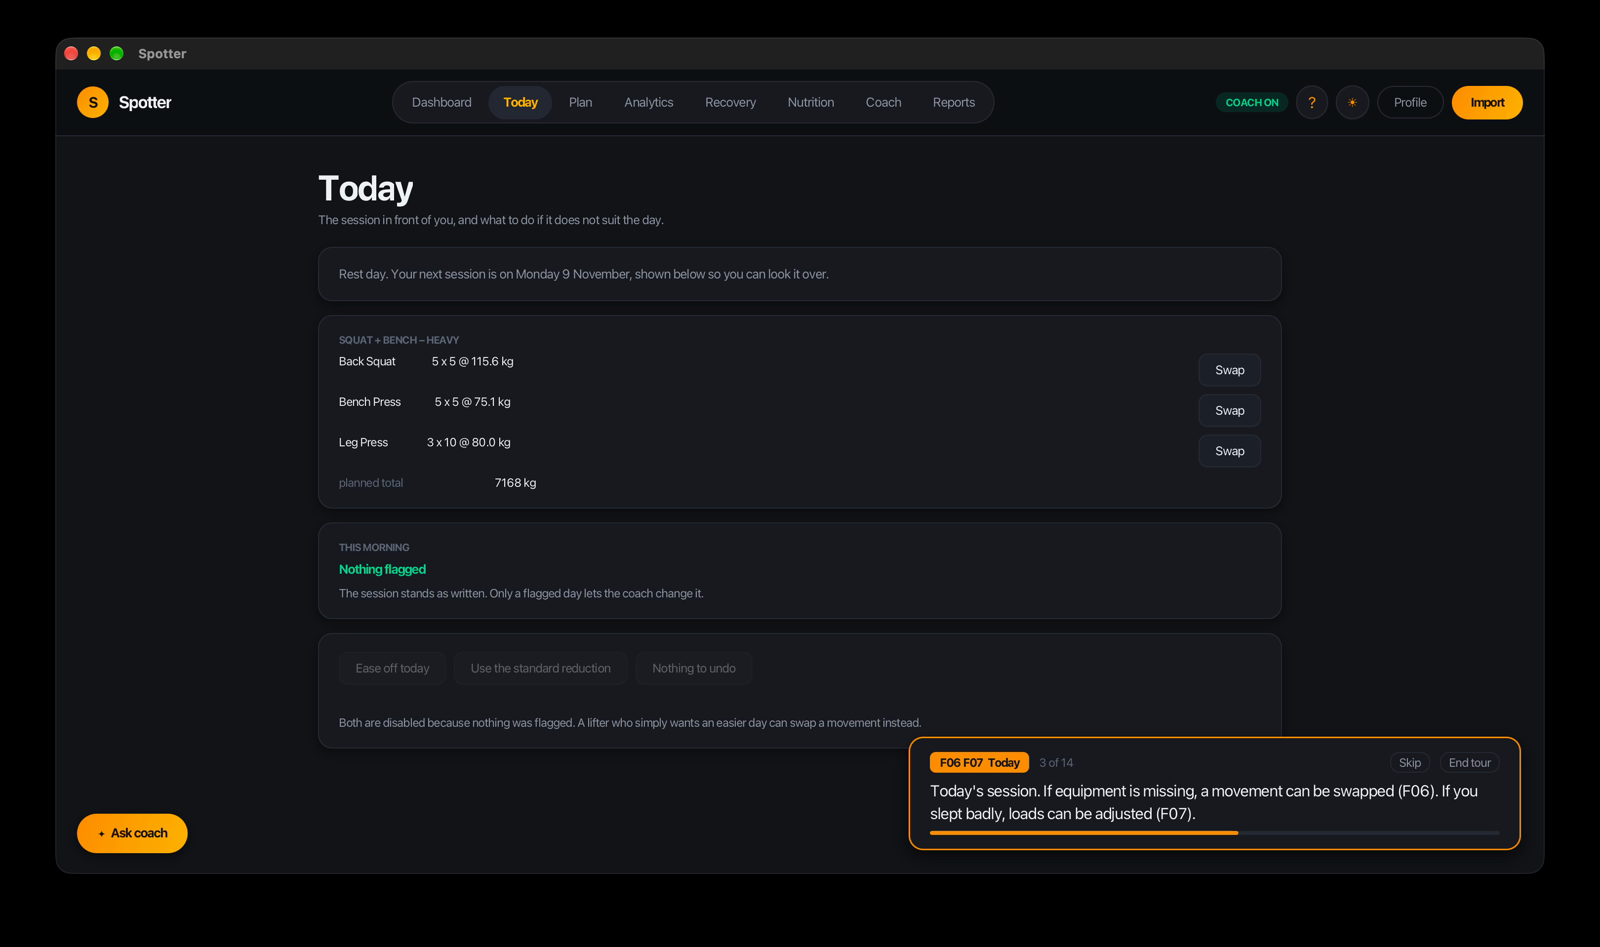 Spotter
S Spotter
Dashboard Today Plan Analytics Recovery Nutrition Coach Reports
COACH ON ? Profile Import
Today
The session in front of you, and what to do if it does not suit the day.
Rest day. Your next session is on Monday 9 November, shown below so you can look it over.
SQUAT + BENCH – HEAVY
Back Squat 5 x 5 @ 115.6 kg Swap
Bench Press 5 x 5 @ 75.1 kg Swap
Leg Press 3 x 10 @ 80.0 kg Swap
planned total 7168 kg
THIS MORNING
Nothing flagged
The session stands as written. Only a flagged day lets the coach change it.
Ease off today Use the standard reduction Nothing to undo
Both are disabled because nothing was flagged. A lifter who simply wants an easier day can swap a movement instead.
F06 F07 Today 3 of 14 Skip End tour
Today's session. If equipment is missing, a movement can be swapped (F06). If you
slept badly, loads can be adjusted (F07).
Ask coach